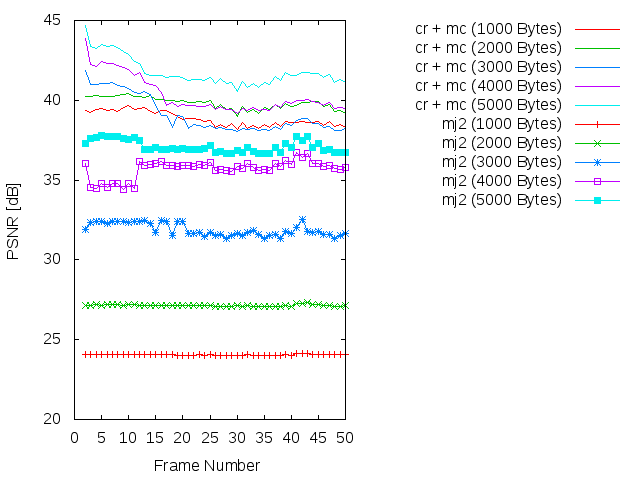 45
40
35
30
25
20
PSNR [dB]
0 5 10 15 20 25 30 35 40 45 50
Frame Number
cr + mc (1000 Bytes)
cr + mc (2000 Bytes)
cr + mc (3000 Bytes)
cr + mc (4000 Bytes)
cr + mc (5000 Bytes)
mj2 (1000 Bytes)
mj2 (2000 Bytes)
mj2 (3000 Bytes)
mj2 (4000 Bytes)
mj2 (5000 Bytes)